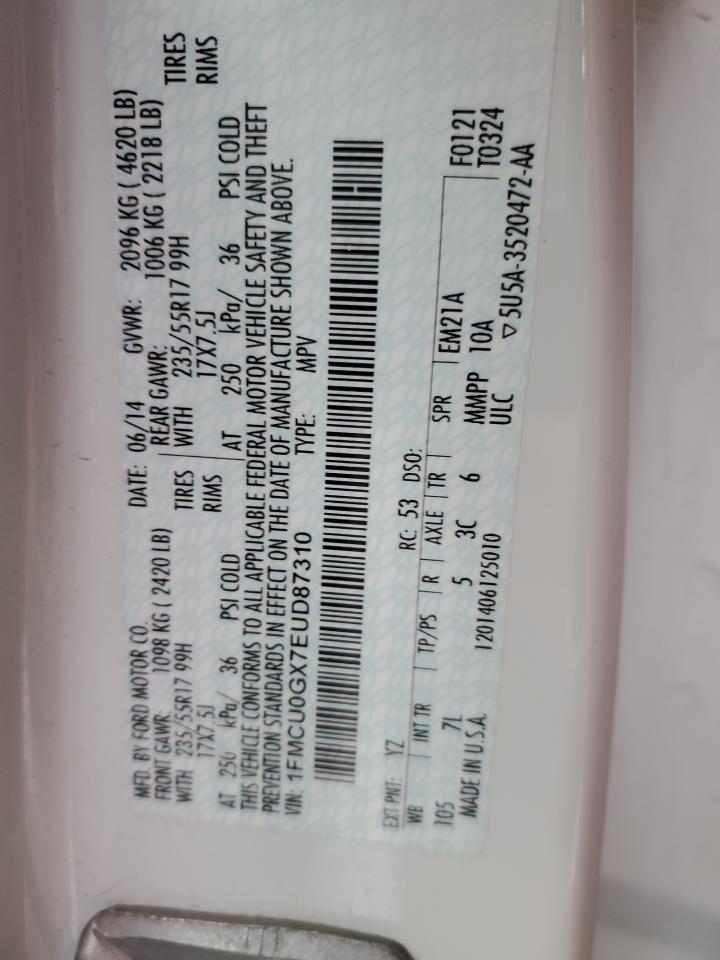 MFD. BY FORD MOTOR CO. DATE: 06/14 GVWR: 2096 KG ( 4620 LB)
FRONT GAWR: 1098 KG ( 2420 LB) REAR GAWR: 1006 KG ( 2218 LB)
WITH 235/55R17 99H TIRES WITH 235/55R17 99H TIRES
17X7.5J RIMS 17X7.5J RIMS
AT 250 kPa/ 36 PSI COLD AT 250 kPa/ 36 PSI COLD
THIS VEHICLE CONFORMS TO ALL APPLICABLE FEDERAL MOTOR VEHICLE SAFETY AND THEFT
PREVENTION STANDARDS IN EFFECT ON THE DATE OF MANUFACTURE SHOWN ABOVE.
VIN: 1FMCU0GX7EUD87310 TYPE: MPV
EXT PNT: YZ RC: 53 DSO:
WB INT TR TP/PS R AXLE TR SPR EM21A F0121
105 7L 5 3C 6 MMPP 10A T0324
MADE IN U.S.A. 1201406125010 ULC ▽5U5A-3520472-AA